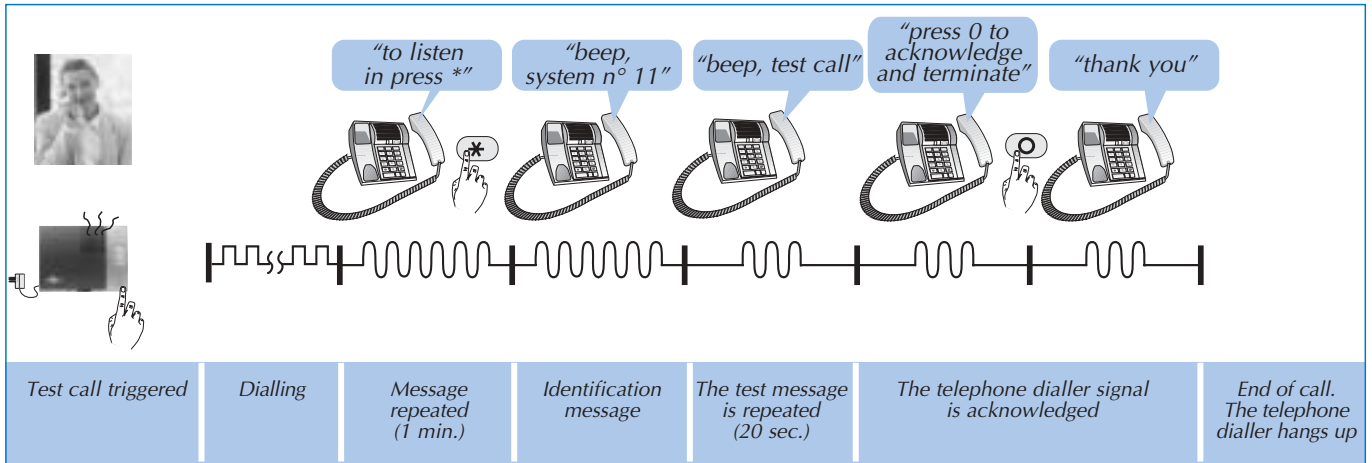 “to listen
in press *”
“beep,
system n° 11”
“beep, test call”
“press 0 to
acknowledge
and terminate”
“thank you”
Test call triggered
Dialling
Message
repeated
(1 min.)
Identification
message
The test message
is repeated
(20 sec.)
The telephone dialler signal
is acknowledged
End of call.
The telephone
dialler hangs up